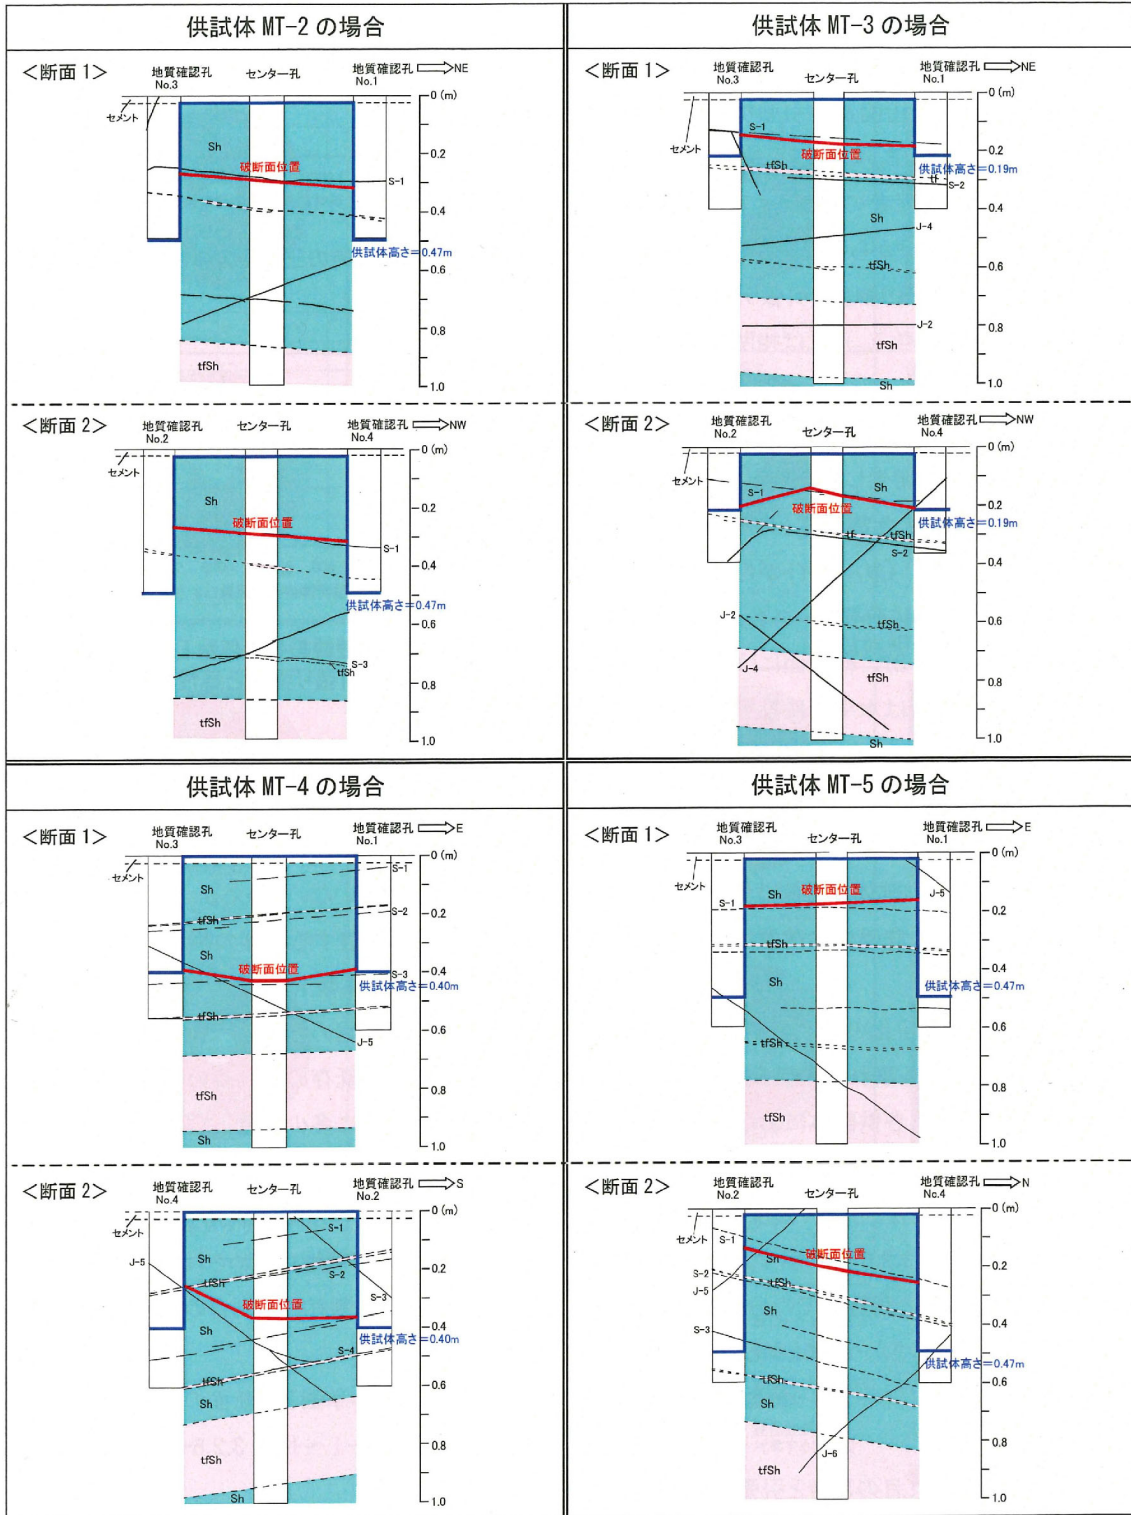 供試体 MT-2 の場合
<断面 1>
地質確認孔
No.3
センター孔
地質確認孔
No.1
NE
0 (m)
セメント
Sh
0.2
破断面位置
S-1
0.4
供試体高さ=0.47m
0.6
0.8
tfSh
1.0
<断面 2>
地質確認孔
No.2
センター孔
地質確認孔
No.4
NW
0 (m)
セメント
Sh
0.2
破断面位置
S-1
0.4
供試体高さ=0.47m
0.6
S-3
tfSh
0.8
tfSh
1.0
供試体 MT-3 の場合
<断面 1>
地質確認孔
No.3
センター孔
地質確認孔
No.1
NE
0 (m)
セメント
S-1
破断面位置
0.2
tfSh
供試体高さ=0.19m
tf
S-2
0.4
Sh
J-4
tfSh
0.6
J-2
0.8
tfSh
Sh
1.0
<断面 2>
地質確認孔
No.2
センター孔
地質確認孔
No.4
NW
0 (m)
セメント
Sh
S-1
破断面位置
0.2
供試体高さ=0.19m
tf
tfSh
S-2
0.4
J-2
0.6
tfSh
J-4
tfSh
0.8
Sh
1.0
供試体 MT-4 の場合
<断面 1>
地質確認孔
No.3
センター孔
地質確認孔
No.1
E
0 (m)
セメント
S-1
Sh
S-2
0.2
tfSh
Sh
破断面位置
S-3
0.4
供試体高さ=0.40m
tfSh
0.6
J-5
tfSh
0.8
Sh
1.0
<断面 2>
地質確認孔
No.4
センター孔
地質確認孔
No.2
S
0 (m)
セメント
S-1
J-5
Sh
tfSh
S-2
0.2
S-3
破断面位置
Sh
0.4
供試体高さ=0.40m
S-4
tfSh
0.6
Sh
tfSh
0.8
Sh
1.0
供試体 MT-5 の場合
<断面 1>
地質確認孔
No.3
センター孔
地質確認孔
No.1
E
0 (m)
セメント
破断面位置
Sh
J-5
S-1
0.2
tfSh
0.4
Sh
供試体高さ=0.47m
0.6
tfSh
0.8
tfSh
1.0
<断面 2>
地質確認孔
No.2
センター孔
地質確認孔
No.4
N
0 (m)
セメント
S-1
破断面位置
Sh
S-2
tfSh
0.2
J-5
Sh
0.4
S-3
供試体高さ=0.47m
tfSh
0.6
Sh
0.8
J-6
tfSh
1.0